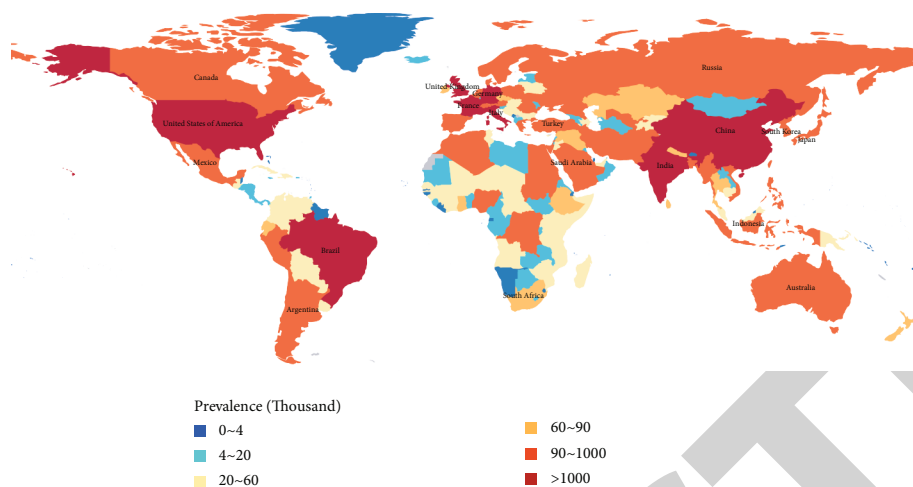 Canada
Russia
United Kingdom
Germany
France
Italy
United States of America
Turkey
China
South Korea
Japan
Mexico
Saudi Arabia
India
Indonesia
Brazil
Australia
South Africa
Argentina
Prevalence (Thousand)
0~4
4~20
20~60
60~90
90~1000
>1000